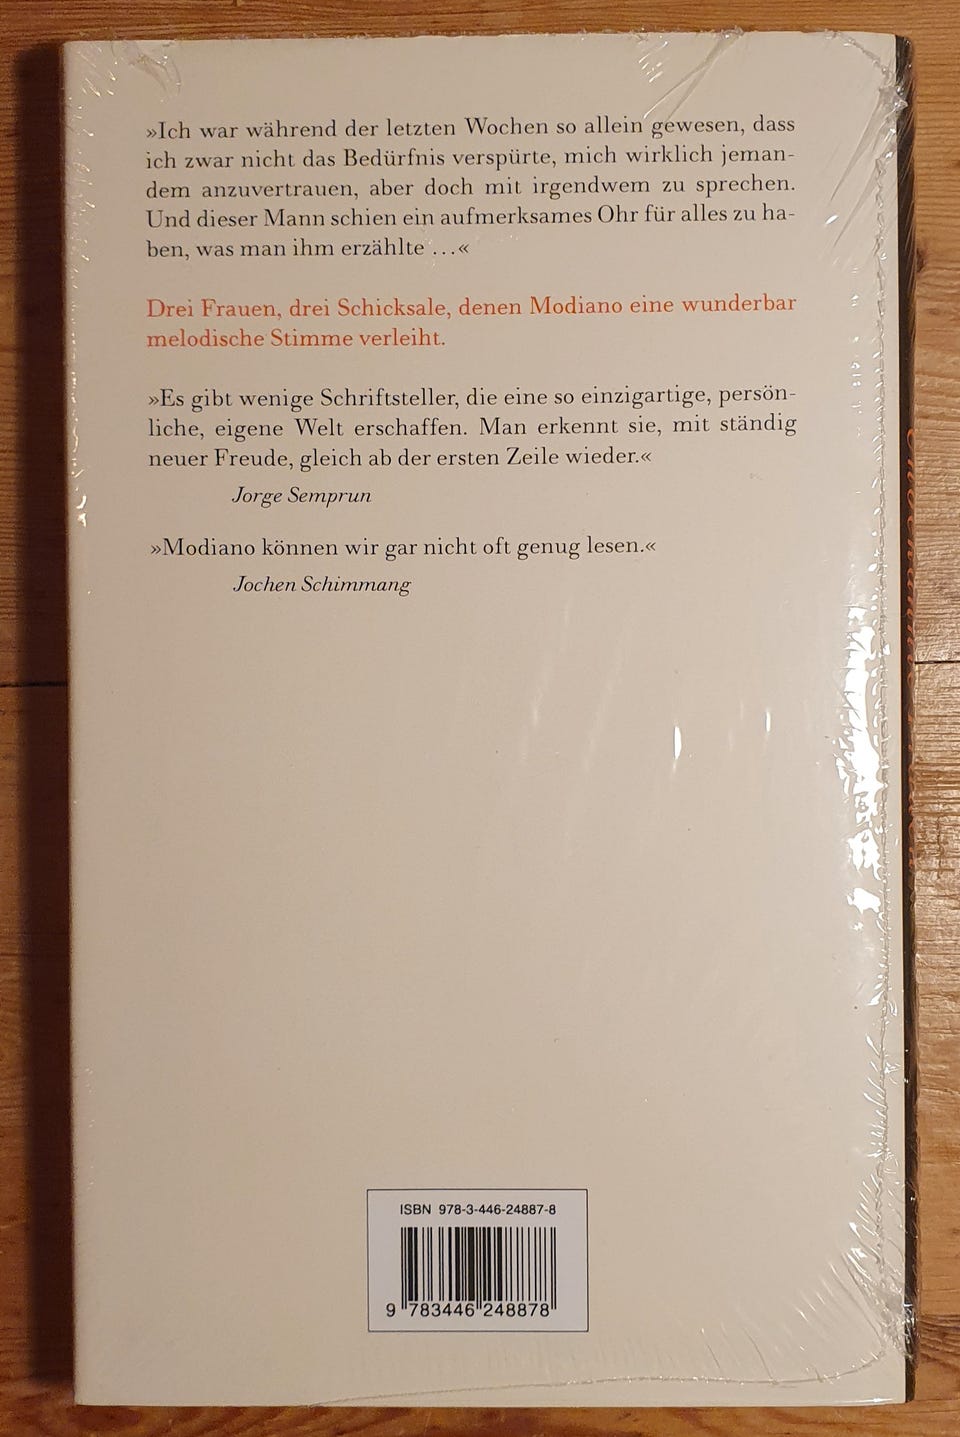 »Ich war während der letzten Wochen so allein gewesen, dass
ich zwar nicht das Bedürfnis verspürte, mich wirklich jeman-
dem anzuvertrauen, aber doch mit irgendwem zu sprechen.
Und dieser Mann schien ein aufmerksames Ohr für alles zu ha-
ben, was man ihm erzählte ...«
Drei Frauen, drei Schicksale, denen Modiano eine wunderbar
melodische Stimme verleiht.
»Es gibt wenige Schriftsteller, die eine so einzigartige, persön-
liche, eigene Welt erschaffen. Man erkennt sie, mit ständig
neuer Freude, gleich ab der ersten Zeile wieder.«
Jorge Semprun
»Modiano können wir gar nicht oft genug lesen.«
Jochen Schimmang
ISBN 978-3-446-24887-8
9 783446 248878